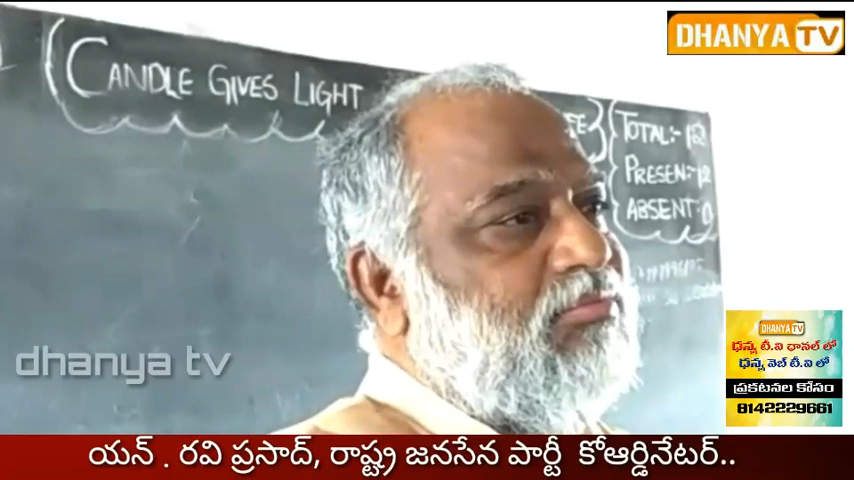 DHANYA TV
CANDLE GIVES LIGHT
TOTAL:- 12
PRESEN:-12
ABSENT: 0
dhanya tv
DHANYA TV
ధన్య టీ.వి ఛానల్ లో
ధన్య వెబ్ టీ.వి లో
ప్రకటనల కోసం
8142229661
యన్ . రవి ప్రసాద్, రాష్ట్ర జనసేన పార్టీ కోఆర్డినేటర్..